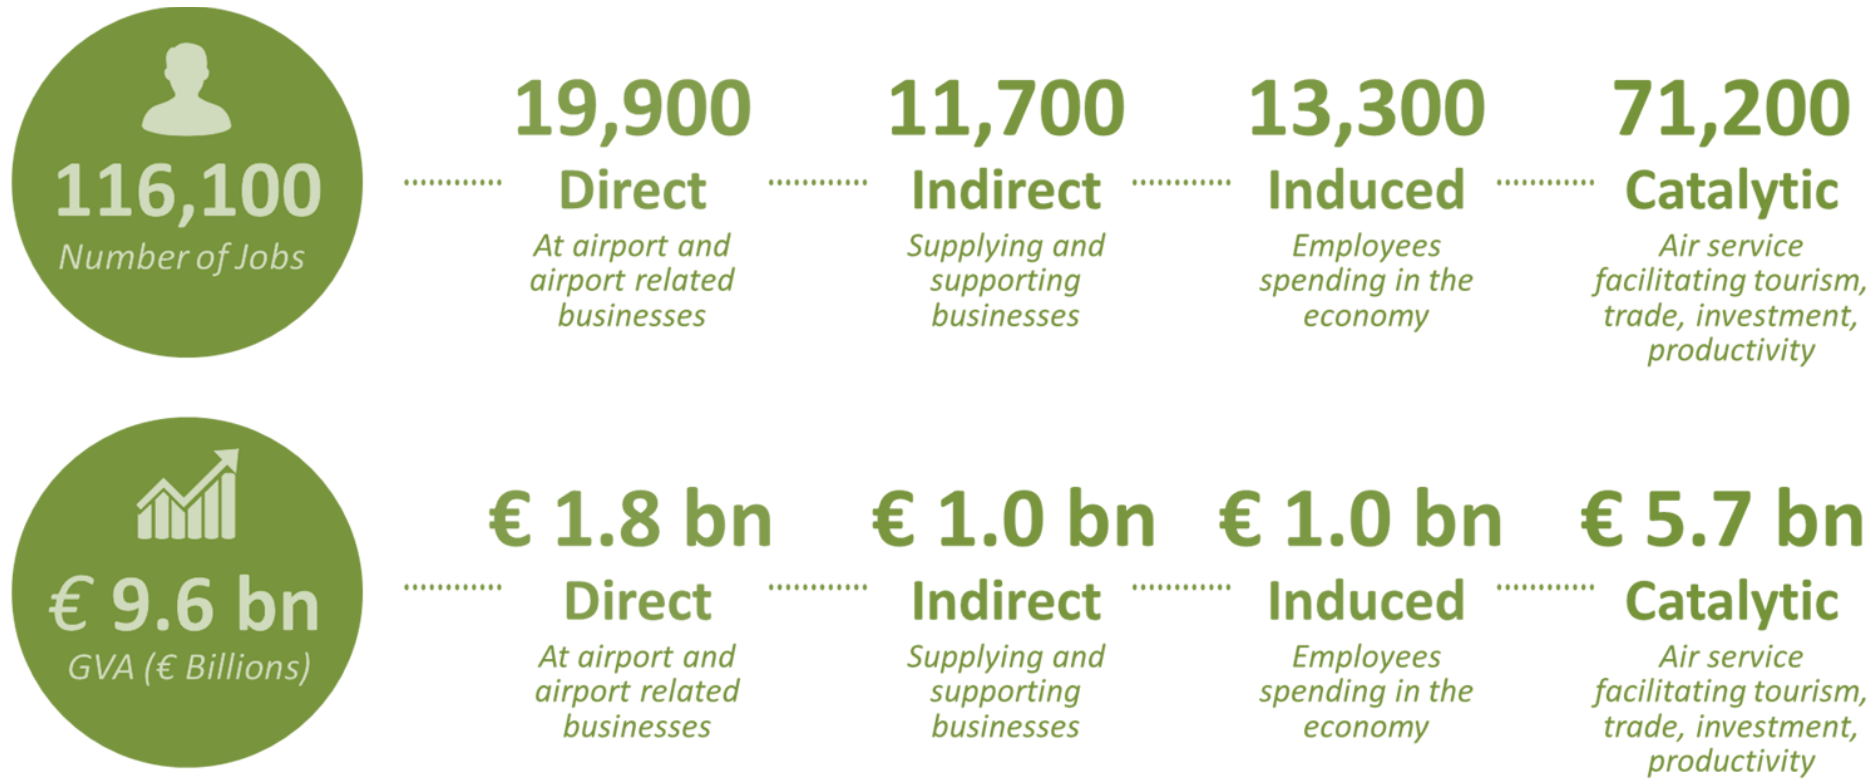 116,100
Number of Jobs
19,900
Direct
At airport and
airport related
businesses
11,700
Indirect
Supplying and
supporting
businesses
13,300
Induced
Employees
spending in the
economy
71,200
Catalytic
Air service
facilitating tourism,
trade, investment,
productivity
€ 9.6 bn
GVA (€ Billions)
€ 1.8 bn
Direct
At airport and
airport related
businesses
€ 1.0 bn
Indirect
Supplying and
supporting
businesses
€ 1.0 bn
Induced
Employees
spending in the
economy
€ 5.7 bn
Catalytic
Air service
facilitating tourism,
trade, investment,
productivity